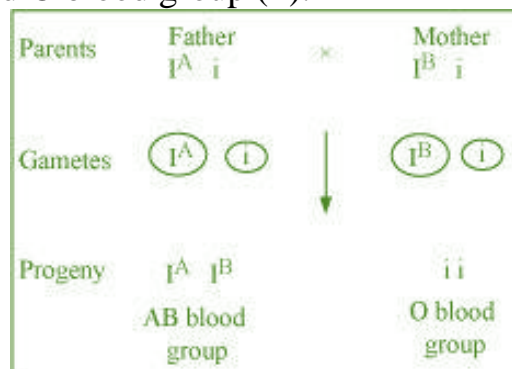 Parents Father × Mother
I^A i I^B i
Gametes I^A i I^B i
Progeny I^A I^B i i
AB blood O blood
group group